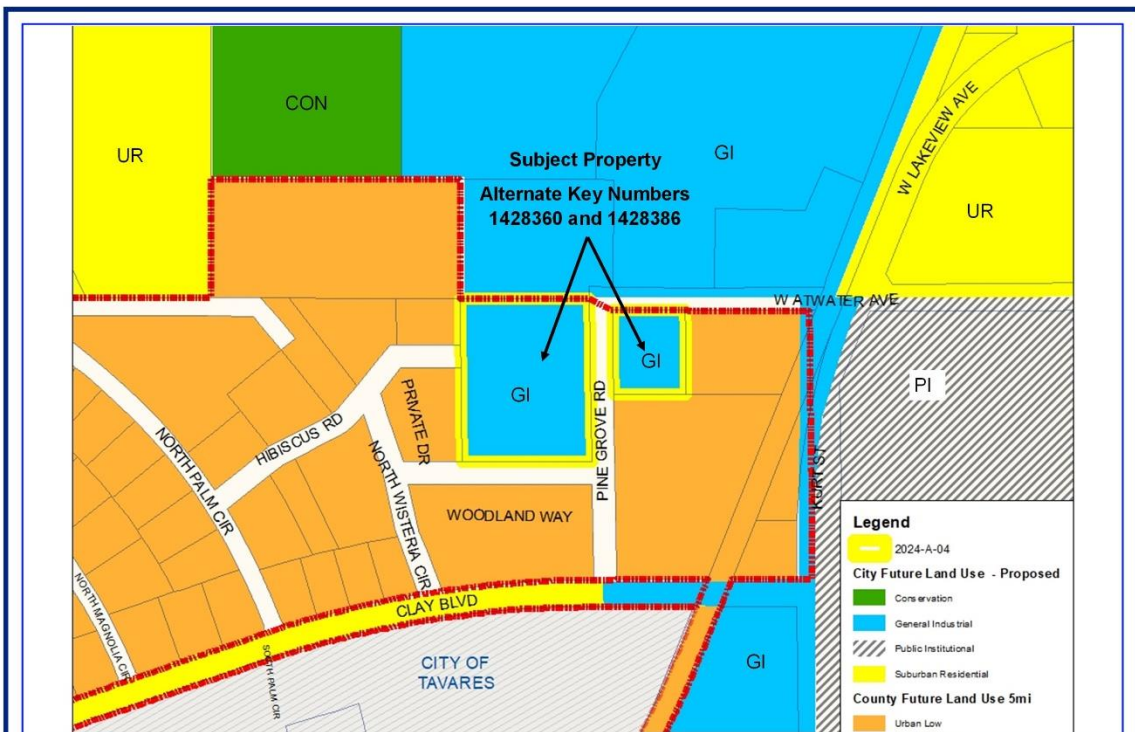 CON
UR
GI
Subject Property
Alternate Key Numbers
1428360 and 1428386
W LAKEVIEW AVE
UR
W ATWATER AVE
GI
GI
PI
PRIVATE DR
HIBISCUS RD
NORTH PALM CIR
NORTH WISTERIA CIR
PINE GROVE RD
KURT ST
WOODLAND WAY
NORTH MAGNOLIA CIR
CLAY BLVD
SOUTH PALM CIR
CITY OF
TAVARES
GI
Legend
2024-A-04
City Future Land Use - Proposed
Conservation
General Industrial
Public Institutional
Suburban Residential
County Future Land Use 5mi
Urban Low